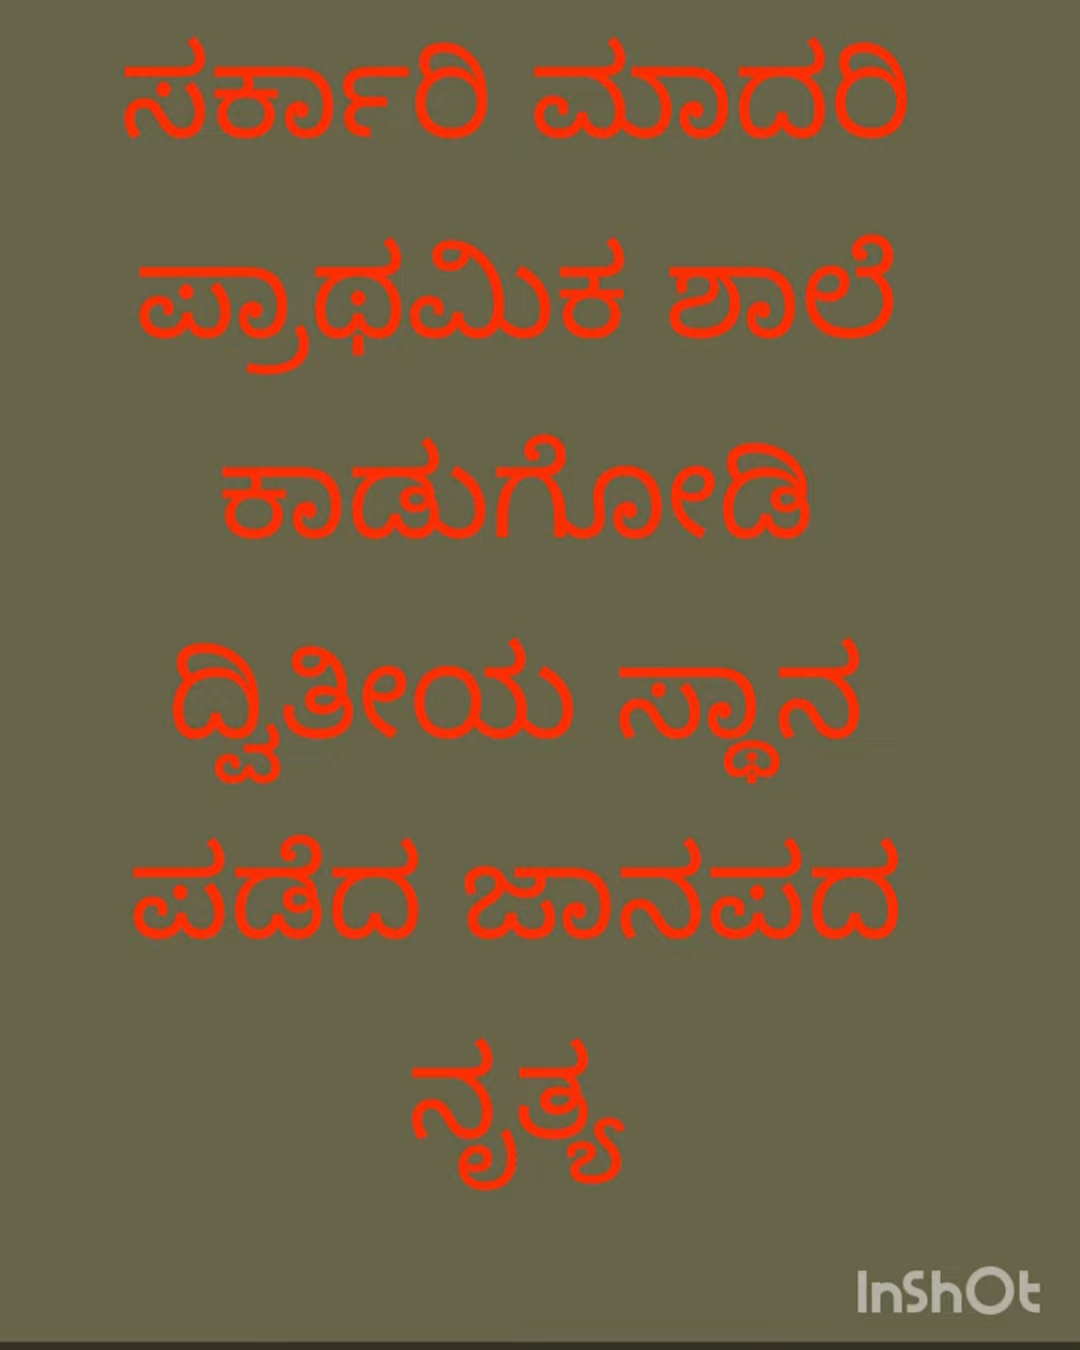 ಸರ್ಕಾರಿ ಮಾದರಿ
ಪ್ರಾಥಮಿಕ ಶಾಲೆ
ಕಾಡುಗೋಡಿ
ದ್ವಿತೀಯ ಸ್ಥಾನ
ಪಡೆದ ಜಾನಪದ
ನೃತ್ಯ
InShOt